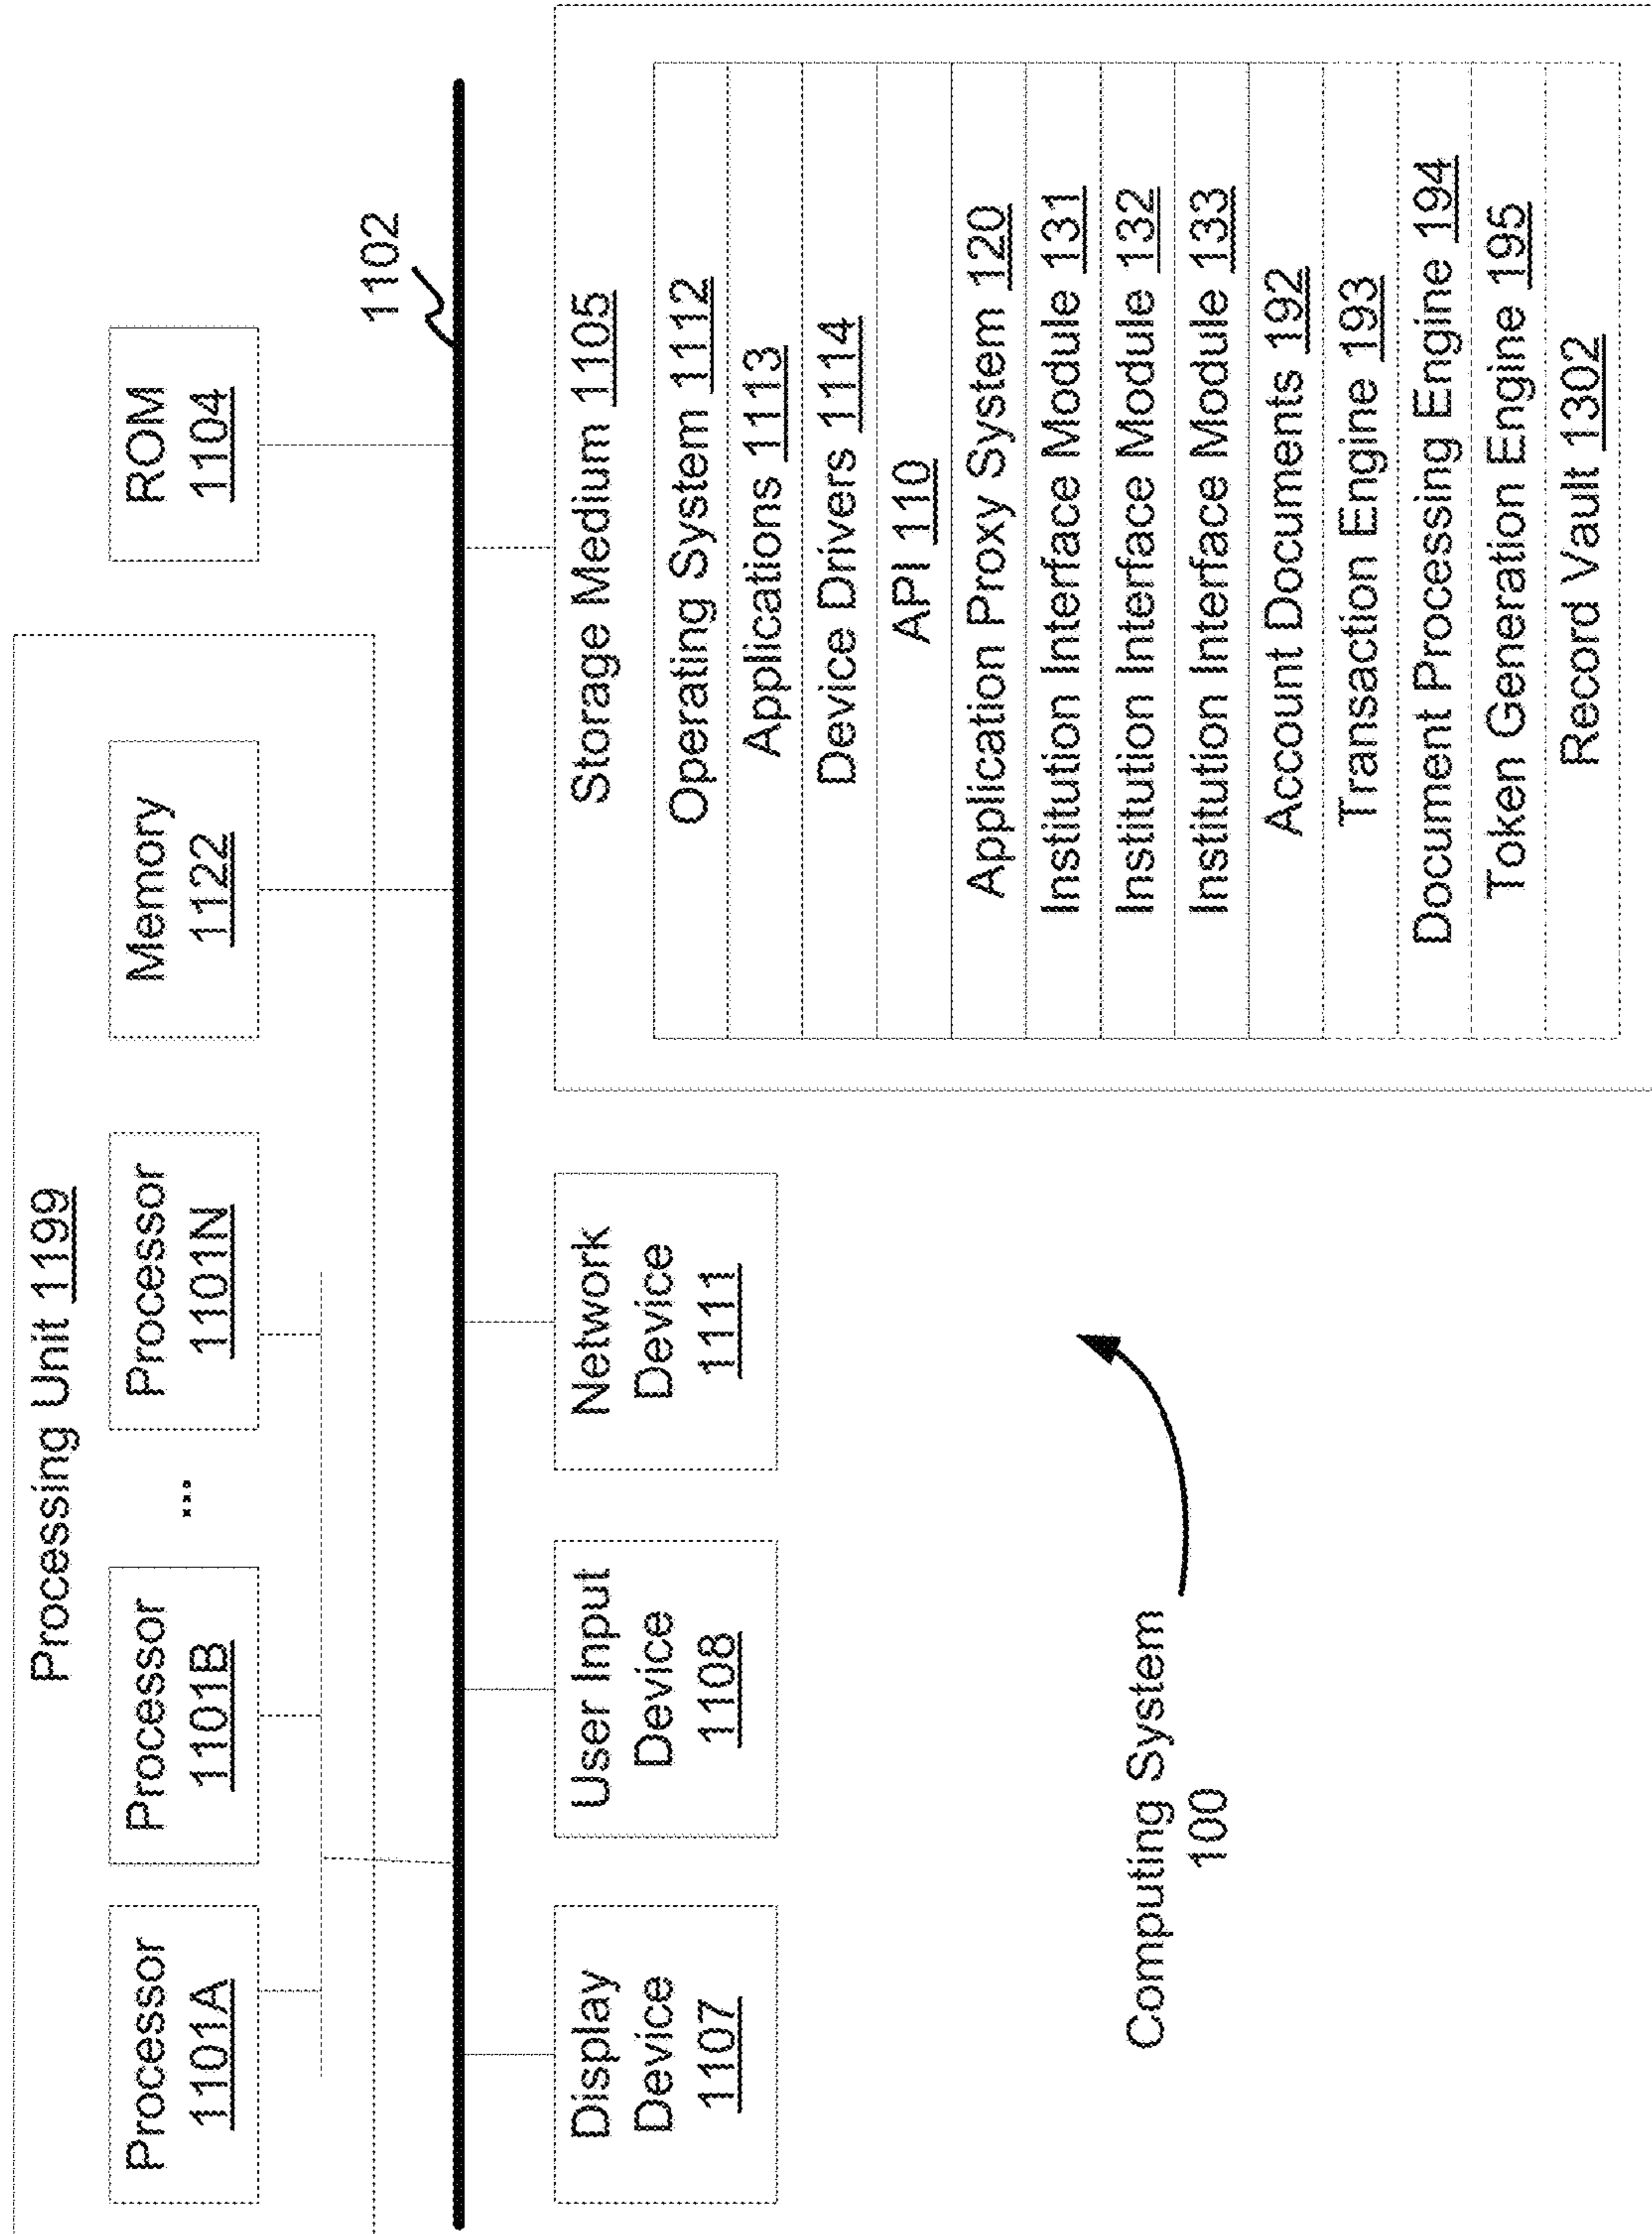 Processing Unit 1199
Processor
1101A
Processor
1101B
...
Processor
1101N
Memory
1122
ROM
1104
1102
Display
Device
1107
User Input
Device
1108
Network
Device
1111
Storage Medium 1105
Operating System 1112
Applications 1113
Device Drivers 1114
API 110
Application Proxy System 120
Institution Interface Module 131
Institution Interface Module 132
Institution Interface Module 133
Account Documents 192
Transaction Engine 193
Document Processing Engine 194
Token Generation Engine 195
Record Vault 1302
Computing System
100